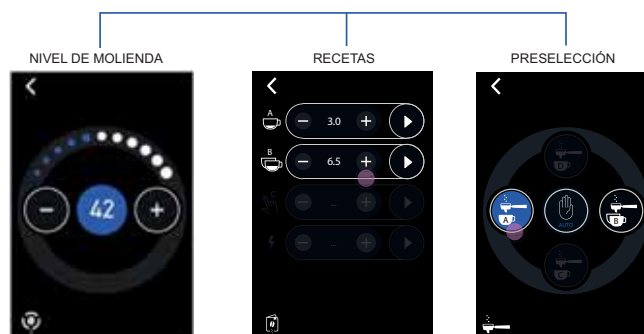 NIVEL DE MOLIENDA
42
RECETAS
A
3.0
B
6.5
C
PRESELECCIÓN
D
A
AUTO
B
C